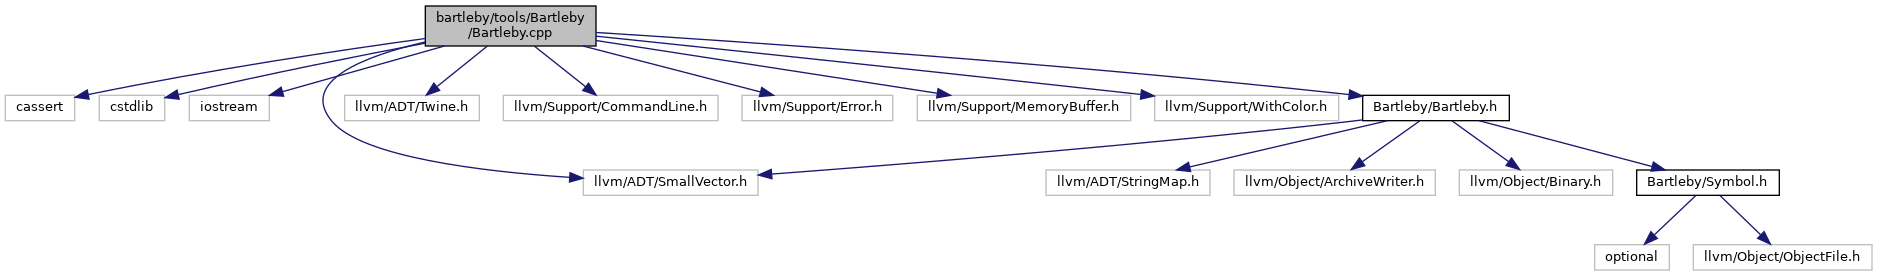 bartleby/tools/Bartleby
/Bartleby.cpp
cassert
cstdlib
iostream
llvm/ADT/Twine.h
llvm/Support/CommandLine.h
llvm/Support/Error.h
llvm/Support/MemoryBuffer.h
llvm/Support/WithColor.h
Bartleby/Bartleby.h
llvm/ADT/SmallVector.h
llvm/ADT/StringMap.h
llvm/Object/ArchiveWriter.h
llvm/Object/Binary.h
Bartleby/Symbol.h
optional
llvm/Object/ObjectFile.h